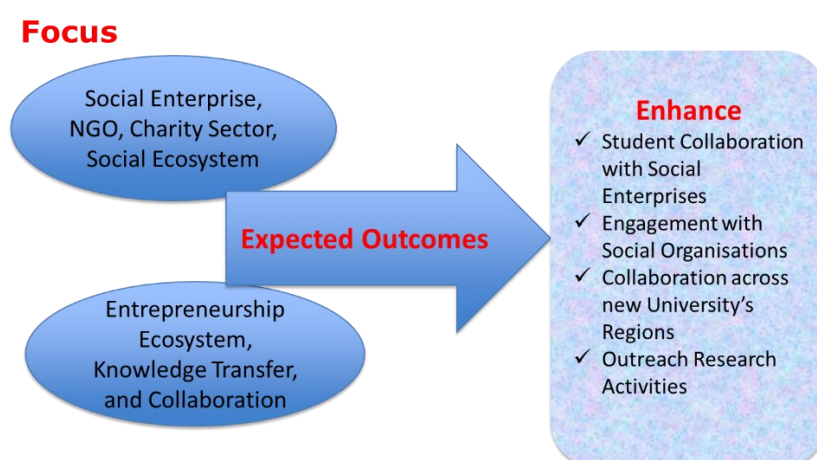 Focus
Social Enterprise,
NGO, Charity Sector,
Social Ecosystem
Expected Outcomes
Entrepreneurship
Ecosystem,
Knowledge Transfer,
and Collaboration
Enhance
✓ Student Collaboration
with Social
Enterprises
✓ Engagement with
Social Organisations
✓ Collaboration across
new University's
Regions
✓ Outreach Research
Activities